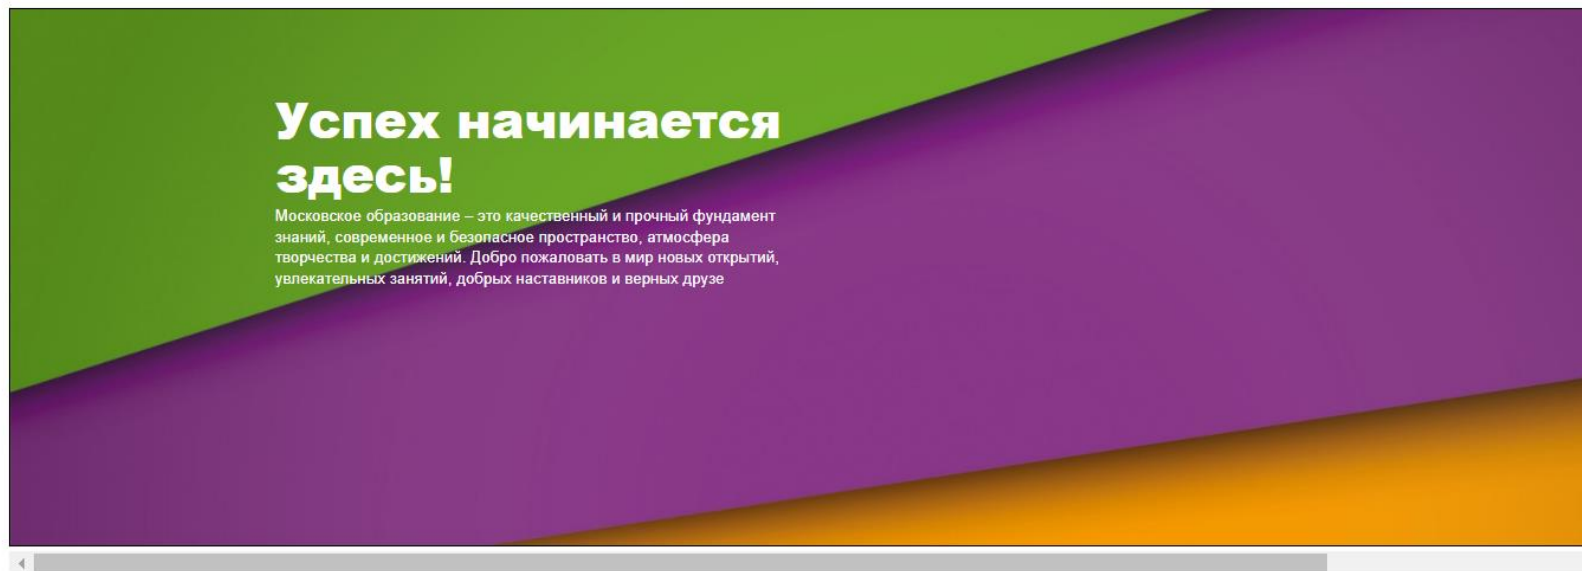 Успех начинается
здесь!
Московское образование – это качественный и прочный фундамент
знаний, современное и безопасное пространство, атмосфера
творчества и достижений. Добро пожаловать в мир новых открытий,
увлекательных занятий, добрых наставников и верных друзе